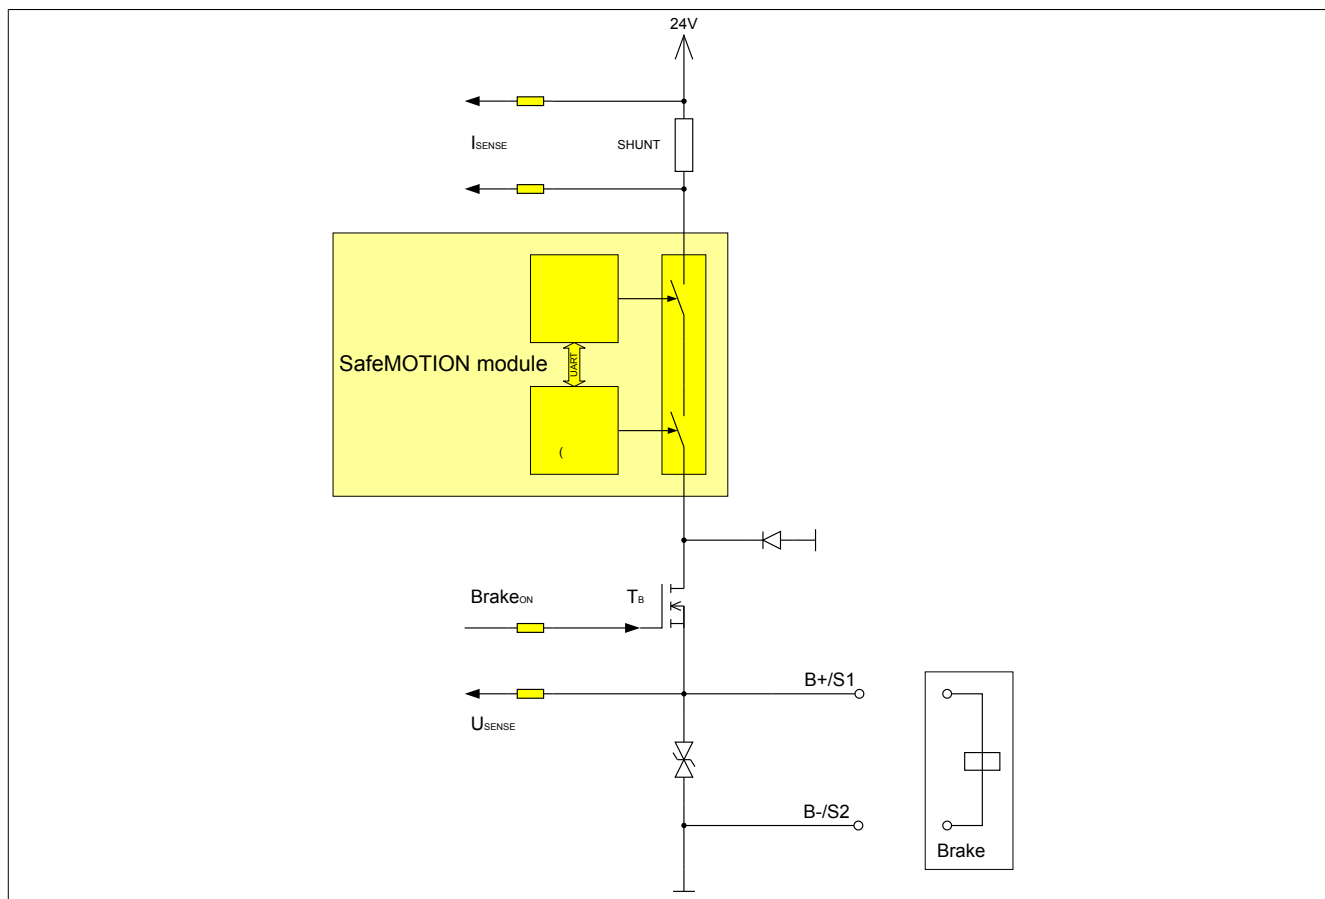 24V
ISENSE
SHUNT
SafeMOTION module
UART
(
BrakeON
TB
B+/S1
USENSE
B-/S2
Brake